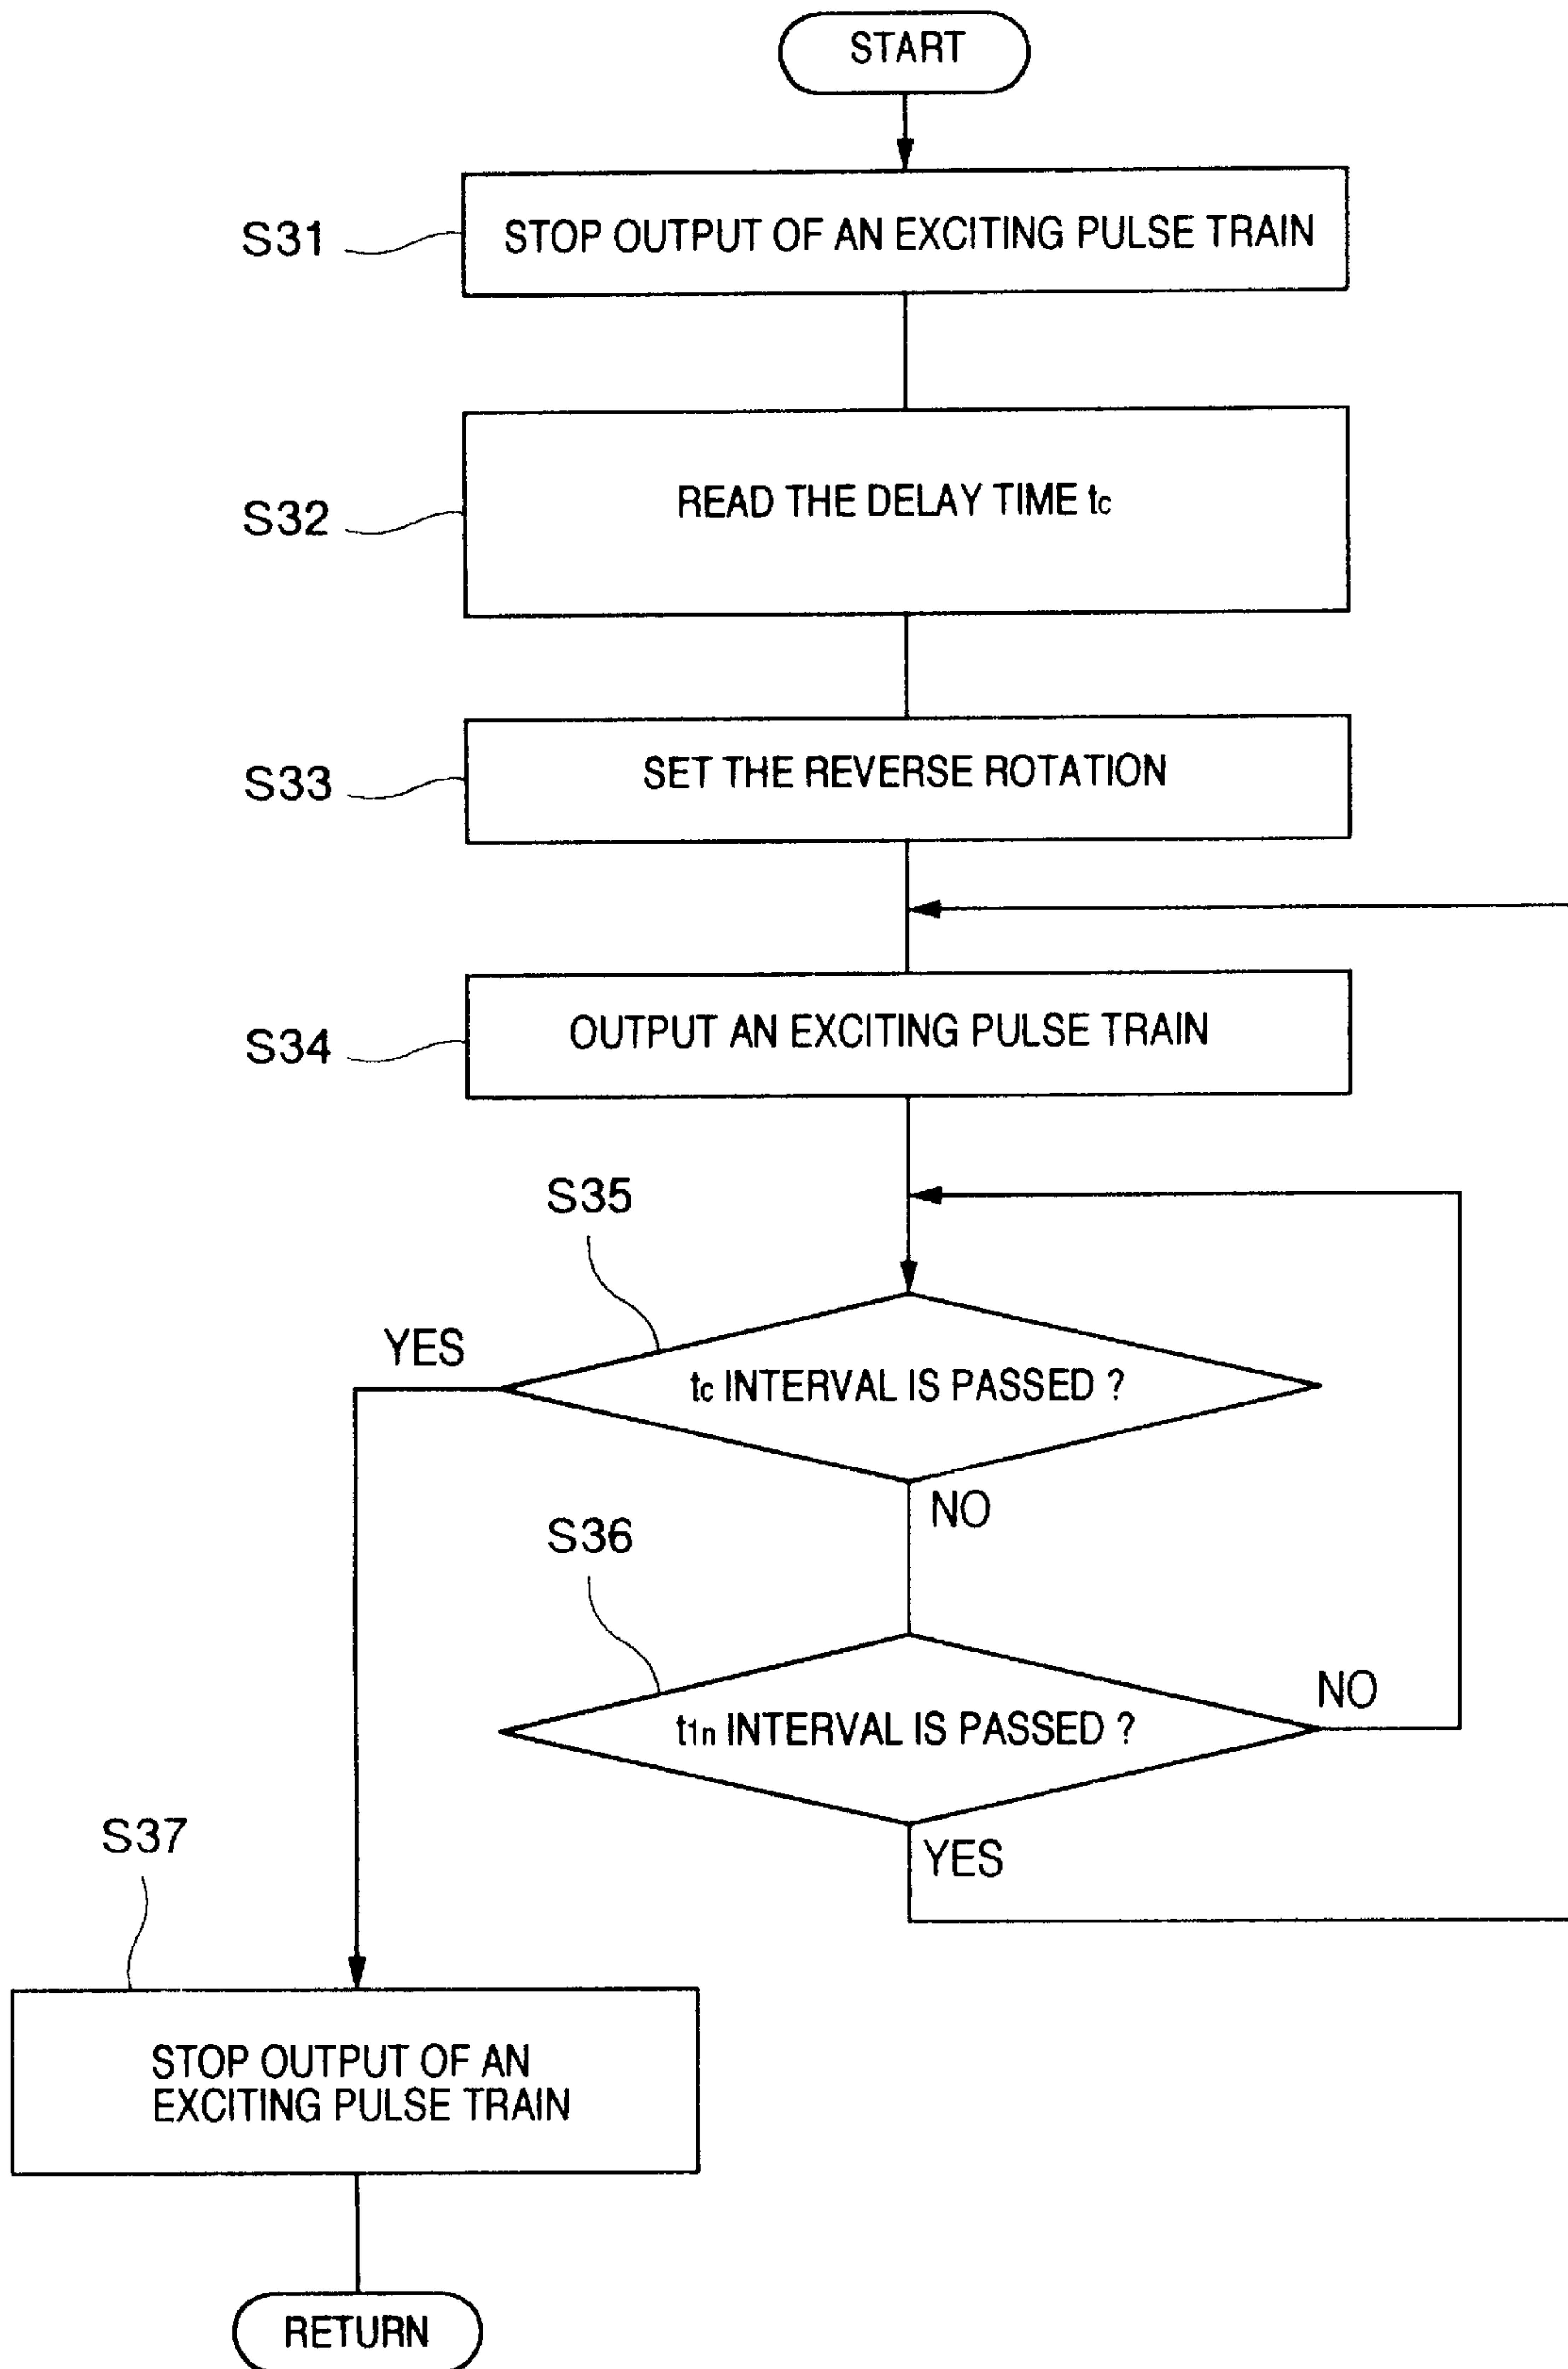 START
S31
STOP OUTPUT OF AN EXCITING PULSE TRAIN
S32
READ THE DELAY TIME tc
S33
SET THE REVERSE ROTATION
S34
OUTPUT AN EXCITING PULSE TRAIN
S35
YES
tc INTERVAL IS PASSED ?
NO
S36
NO
t1n INTERVAL IS PASSED ?
YES
S37
STOP OUTPUT OF AN
EXCITING PULSE TRAIN
RETURN